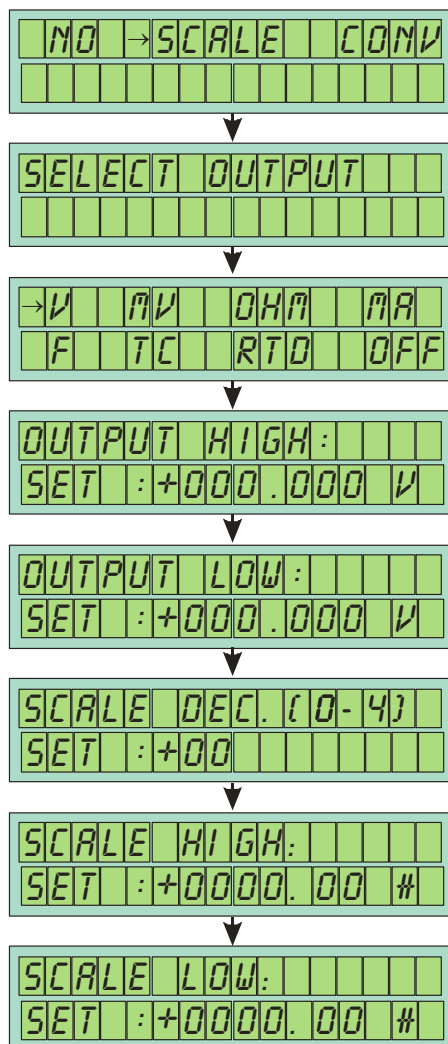 NO →SCALE CONV
SELECT OUTPUT
→V MV OHM MA
F TC RTD OFF
OUTPUT HIGH:
SET :+000.000 V
OUTPUT LOW:
SET :+000.000 V
SCALE DEC.(0-4)
SET :+00
SCALE HIGH:
SET :+0000.00 #
SCALE LOW:
SET :+0000.00 #